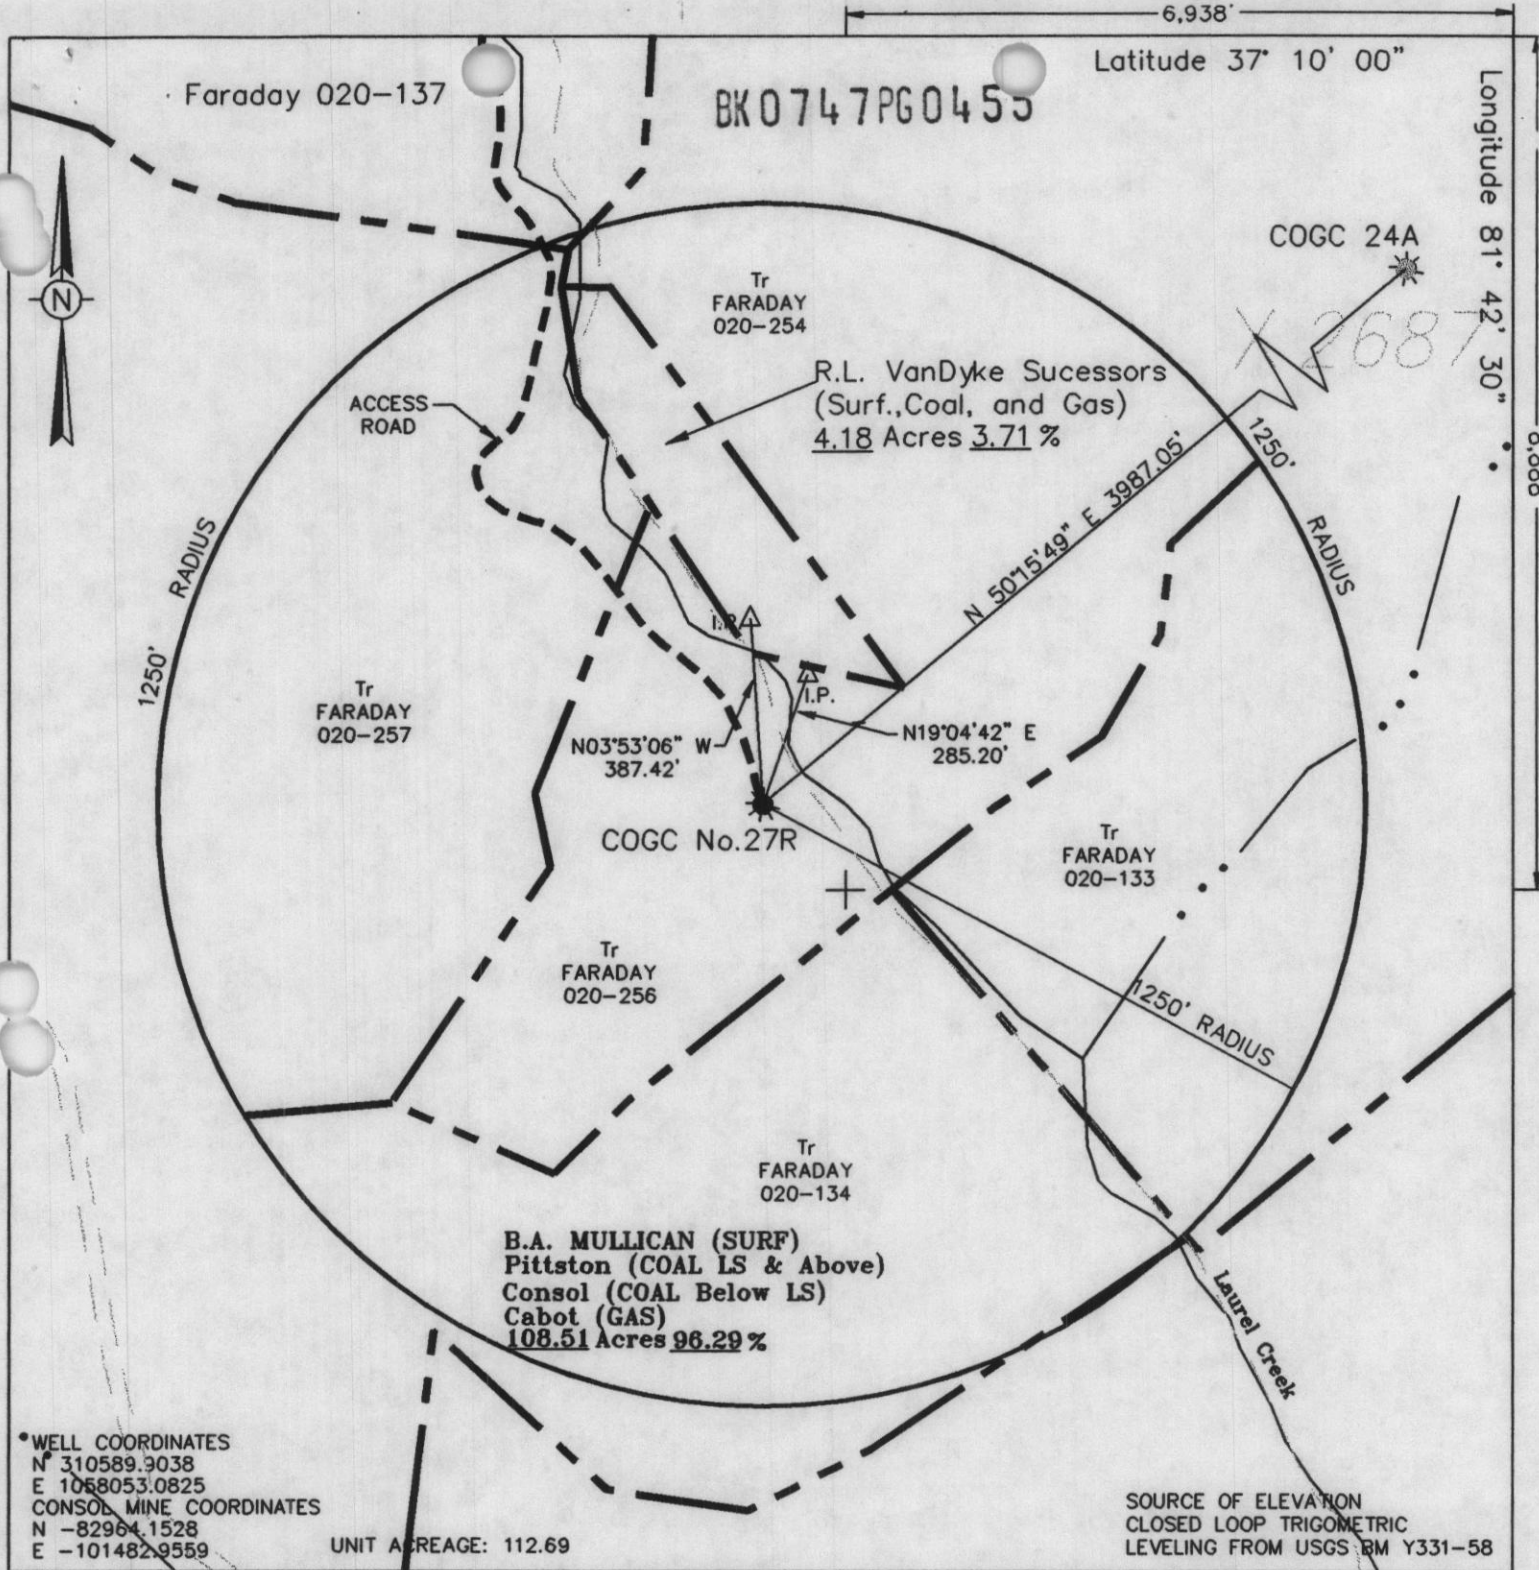 6,938'
Latitude 37° 10' 00"
Faraday 020-137
BK0747PG0455
Longitude 81° 42' 30"
COGC 24A
N
Tr
FARADAY
020-254
X 2687
R.L. VanDyke Sucessors
(Surf.,Coal, and Gas)
4.18 Acres 3.71 %
ACCESS
ROAD
1250'
RADIUS
N 50°15'49" E 3987.05'
1250'
RADIUS
I.P.
I.P.
Tr
FARADAY
020-257
N03°53'06" W
387.42'
N19°04'42" E
285.20'
COGC No.27R
Tr
FARADAY
020-133
Tr
FARADAY
020-256
1250' RADIUS
Tr
FARADAY
020-134
B.A. MULLICAN (SURF)
Pittston (COAL LS & Above)
Consol (COAL Below LS)
Cabot (GAS)
108.51 Acres 96.29 %
Laurel Creek
WELL COORDINATES
N 310589.9038
E 1058053.0825
CONSOL MINE COORDINATES
N -82964.1528
E -101482.9559
UNIT ACREAGE: 112.69
SOURCE OF ELEVATION
CLOSED LOOP TRIGOMETRIC
LEVELING FROM USGS BM Y331-58